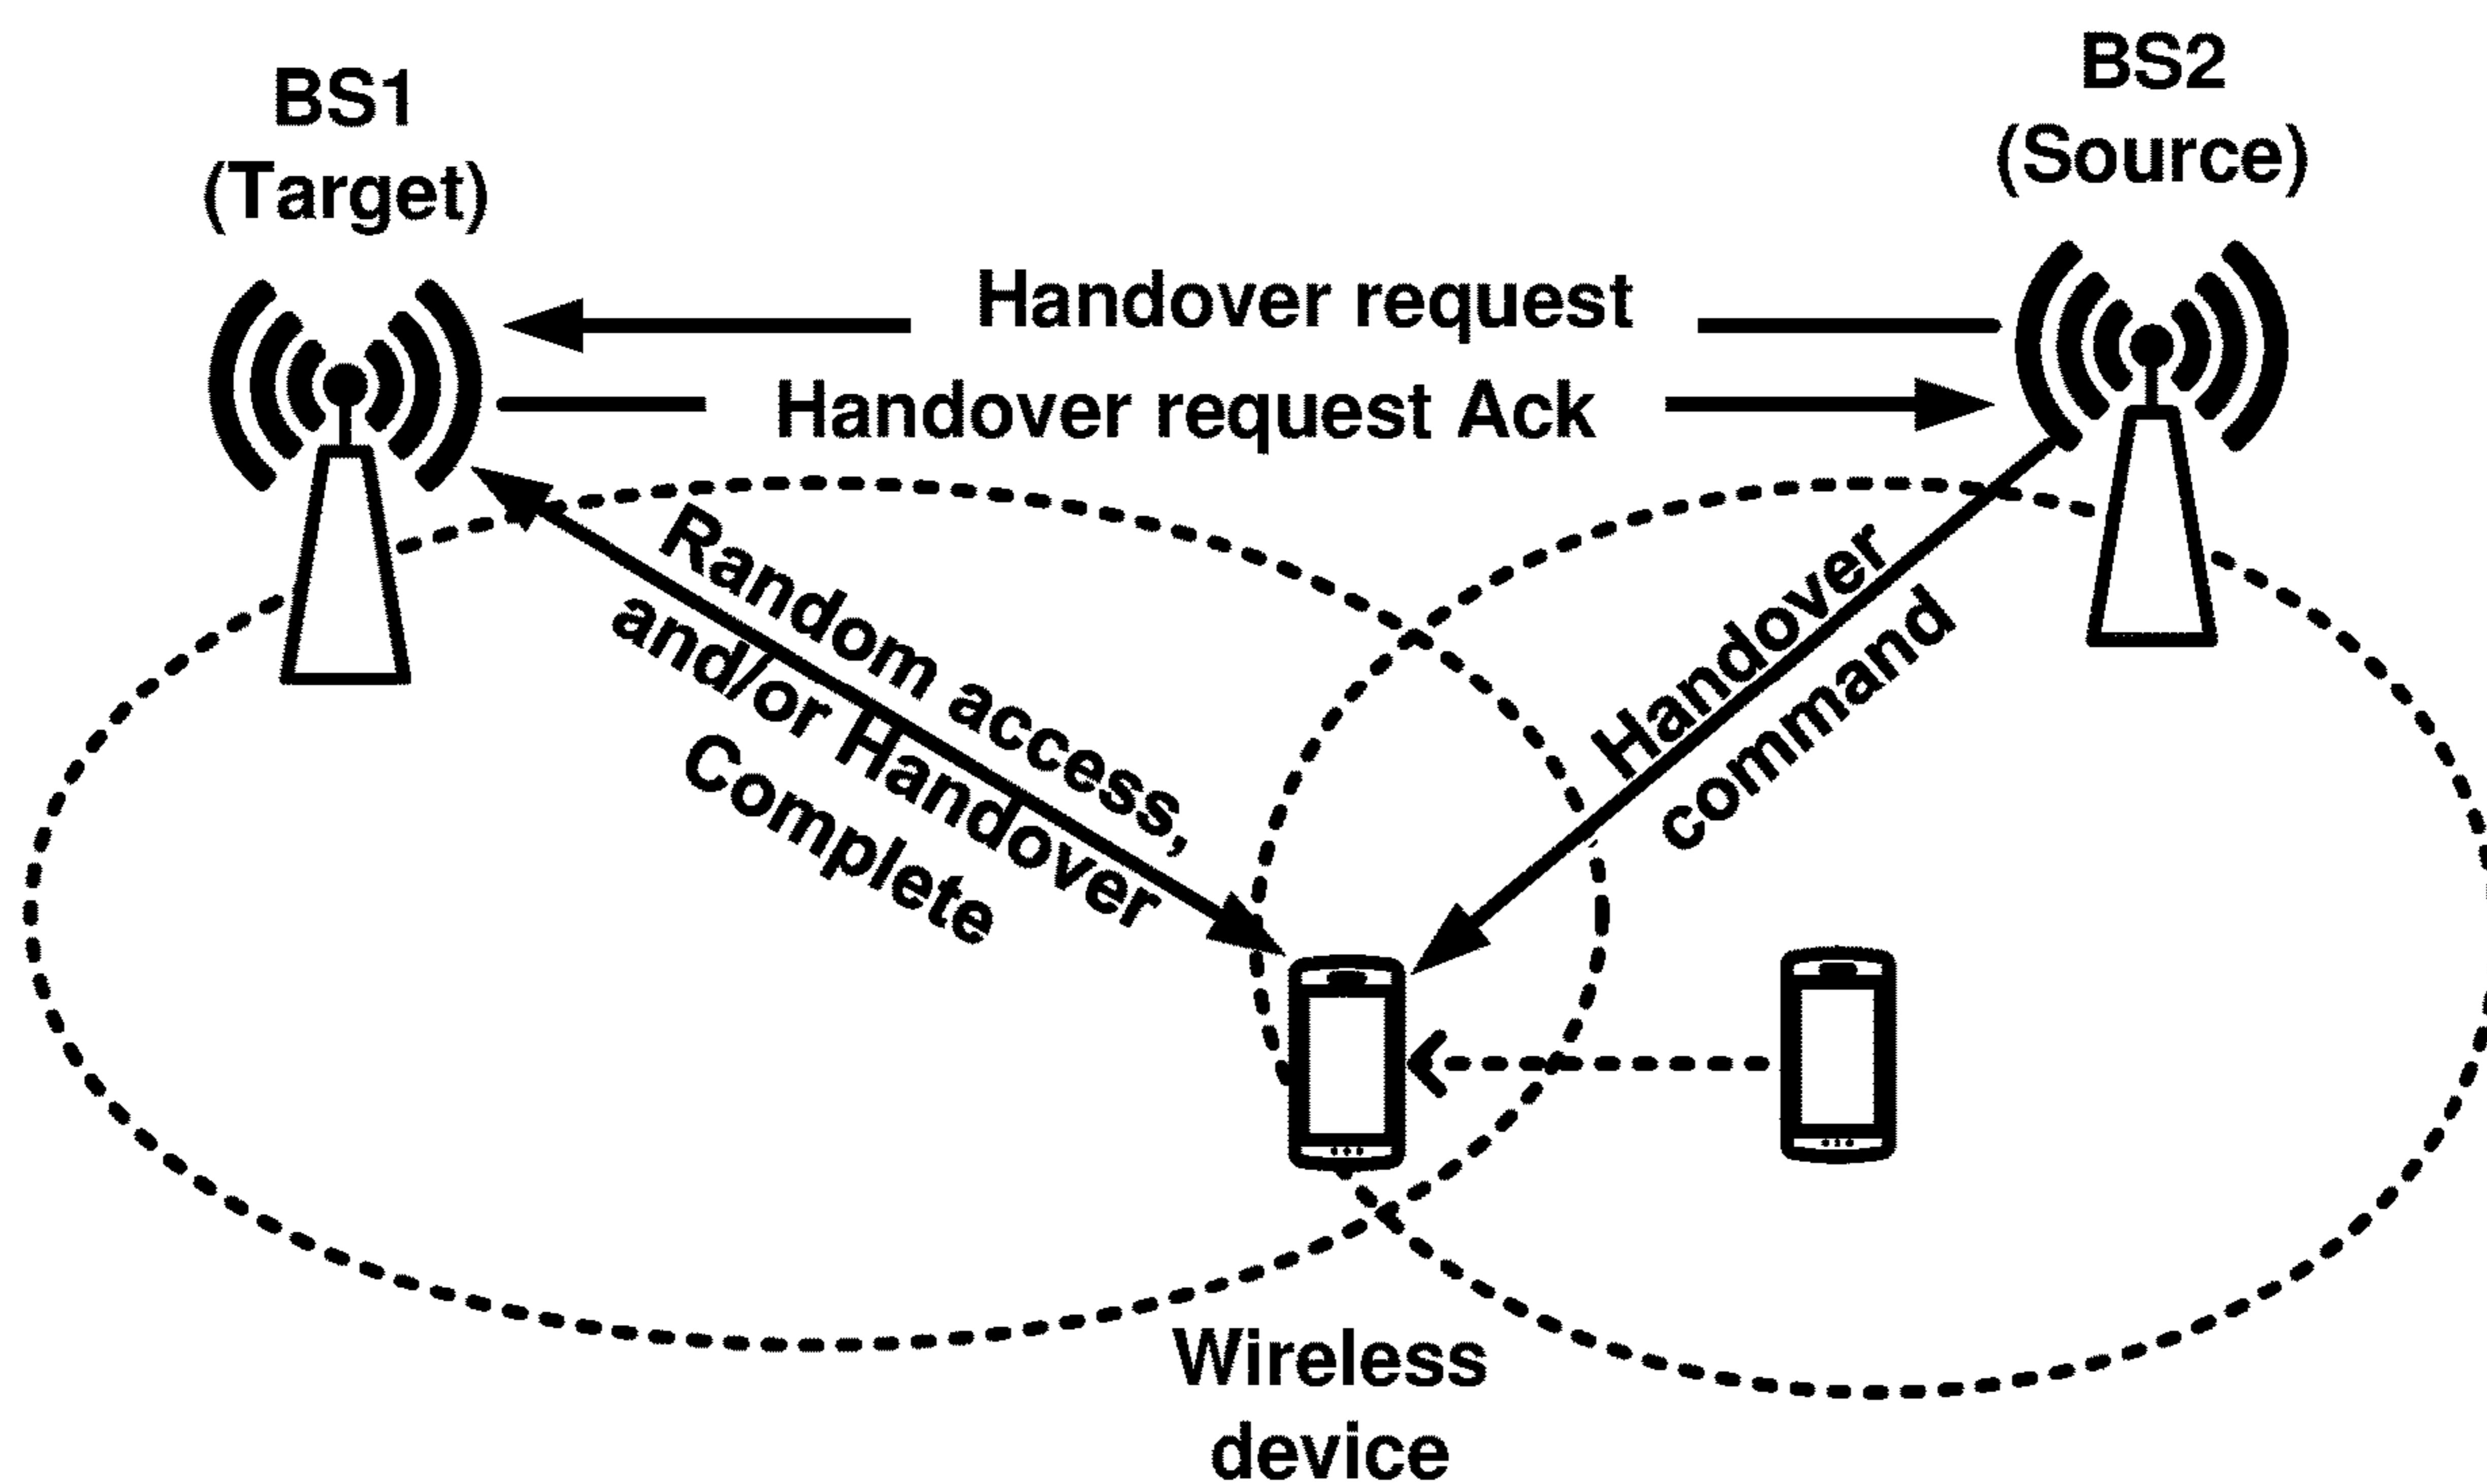 BS1
(Target)
BS2
(Source)
Handover request
Handover request Ack
Random access,
and/or Handover
Complete
Handover
command
Wireless
device